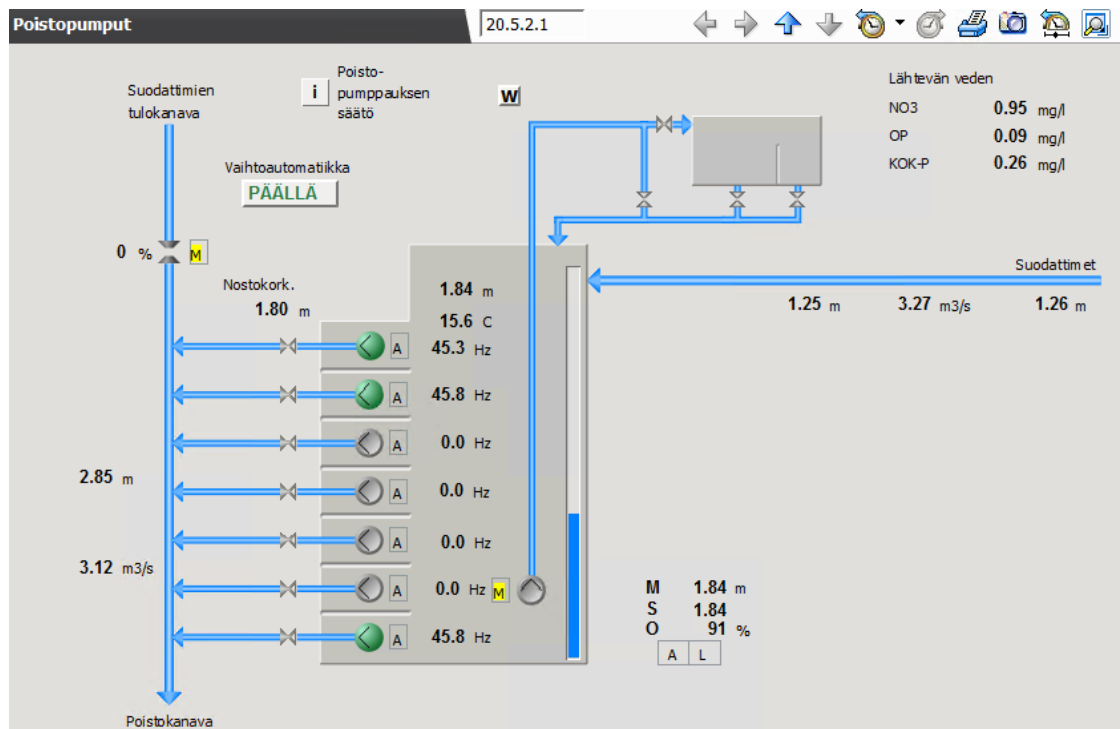 Poistopumput
20.5.2.1
Suodattimien
tulokanava
i
Poisto-
pumppauksen
säätö
W
Lähtevän veden
NO3 0.95 mg/l
OP 0.09 mg/l
KOK-P 0.26 mg/l
Vaihtoautomatiikka
PÄÄLLÄ
0 % M
Suodattimet
Nostokork.
1.80 m
1.84 m
1.25 m 3.27 m3/s 1.26 m
15.6 C
A 45.3 Hz
A 45.8 Hz
A 0.0 Hz
2.85 m
A 0.0 Hz
A 0.0 Hz
3.12 m3/s
A 0.0 Hz M
M 1.84 m
S 1.84
O 91 %
A L
A 45.8 Hz
Poistokanava